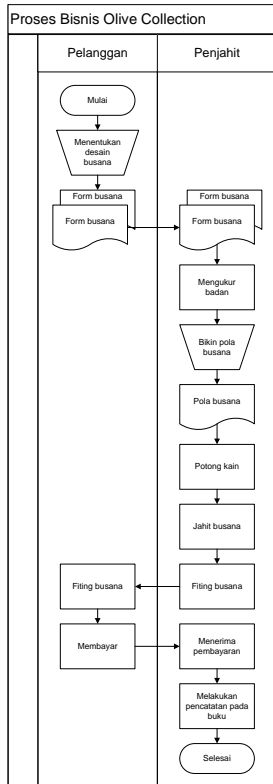 Proses Bisnis Olive Collection
Pelanggan
Penjahit
Mulai
Menentukan
desain
busana
Form busana
Form busana
Form busana
Form busana
Mengukur
badan
Bikin pola
busana
Pola busana
Potong kain
Jahit busana
Fiting busana
Fiting busana
Membayar
Menerima
pembayaran
Melakukan
pencatatan pada
buku
Selesai